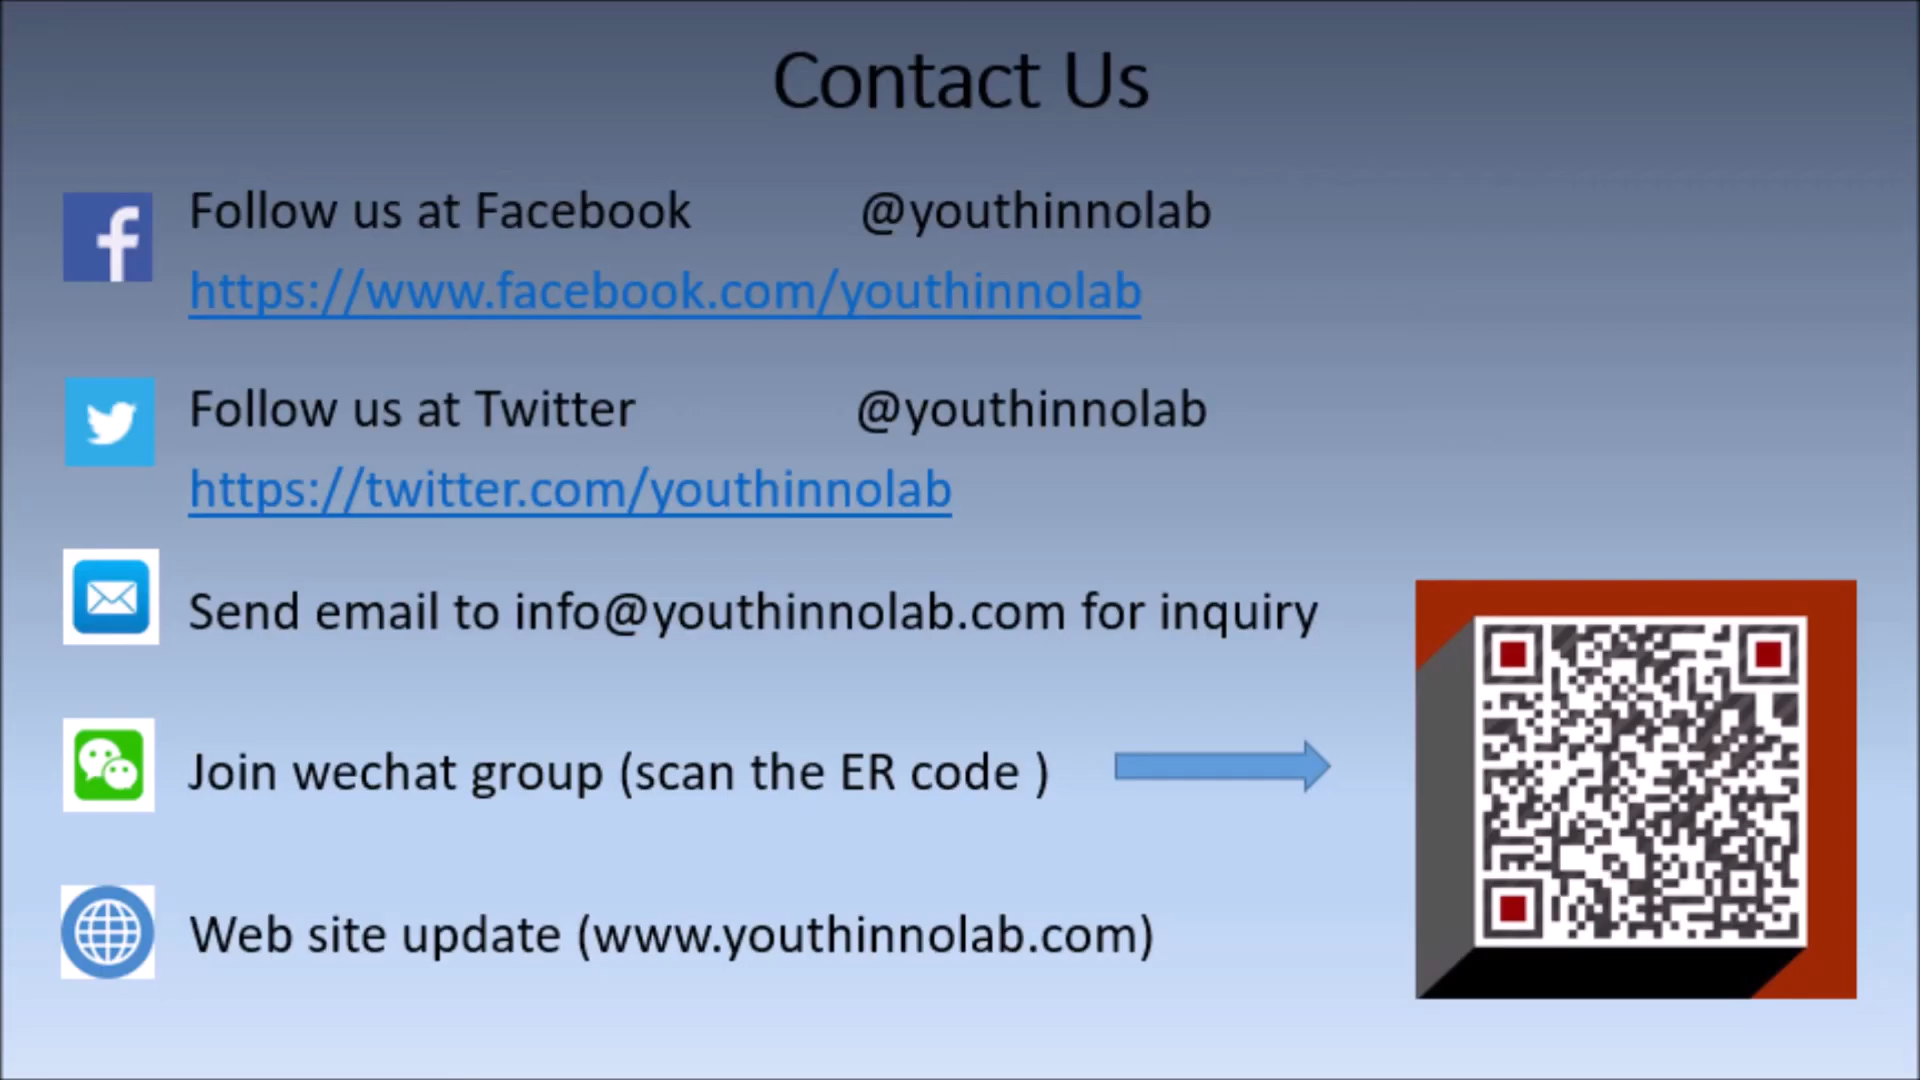 Contact Us
Follow us at Facebook @youthinnolab
https://www.facebook.com/youthinnolab
Follow us at Twitter @youthinnolab
https://twitter.com/youthinnolab
Send email to info@youthinnolab.com for inquiry
Join wechat group (scan the ER code )
Web site update (www.youthinnolab.com)